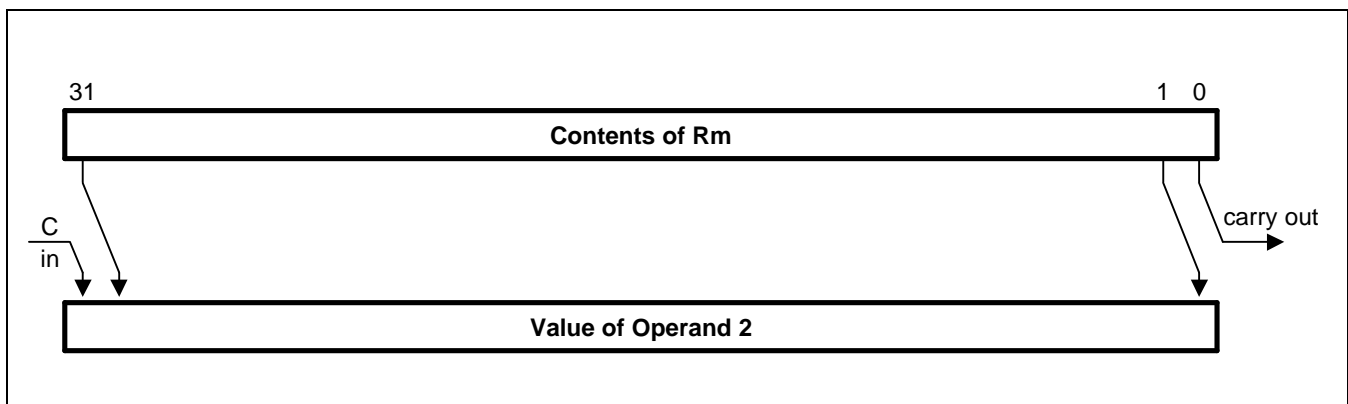 31
1 0
Contents of Rm
C
in
carry out
Value of Operand 2